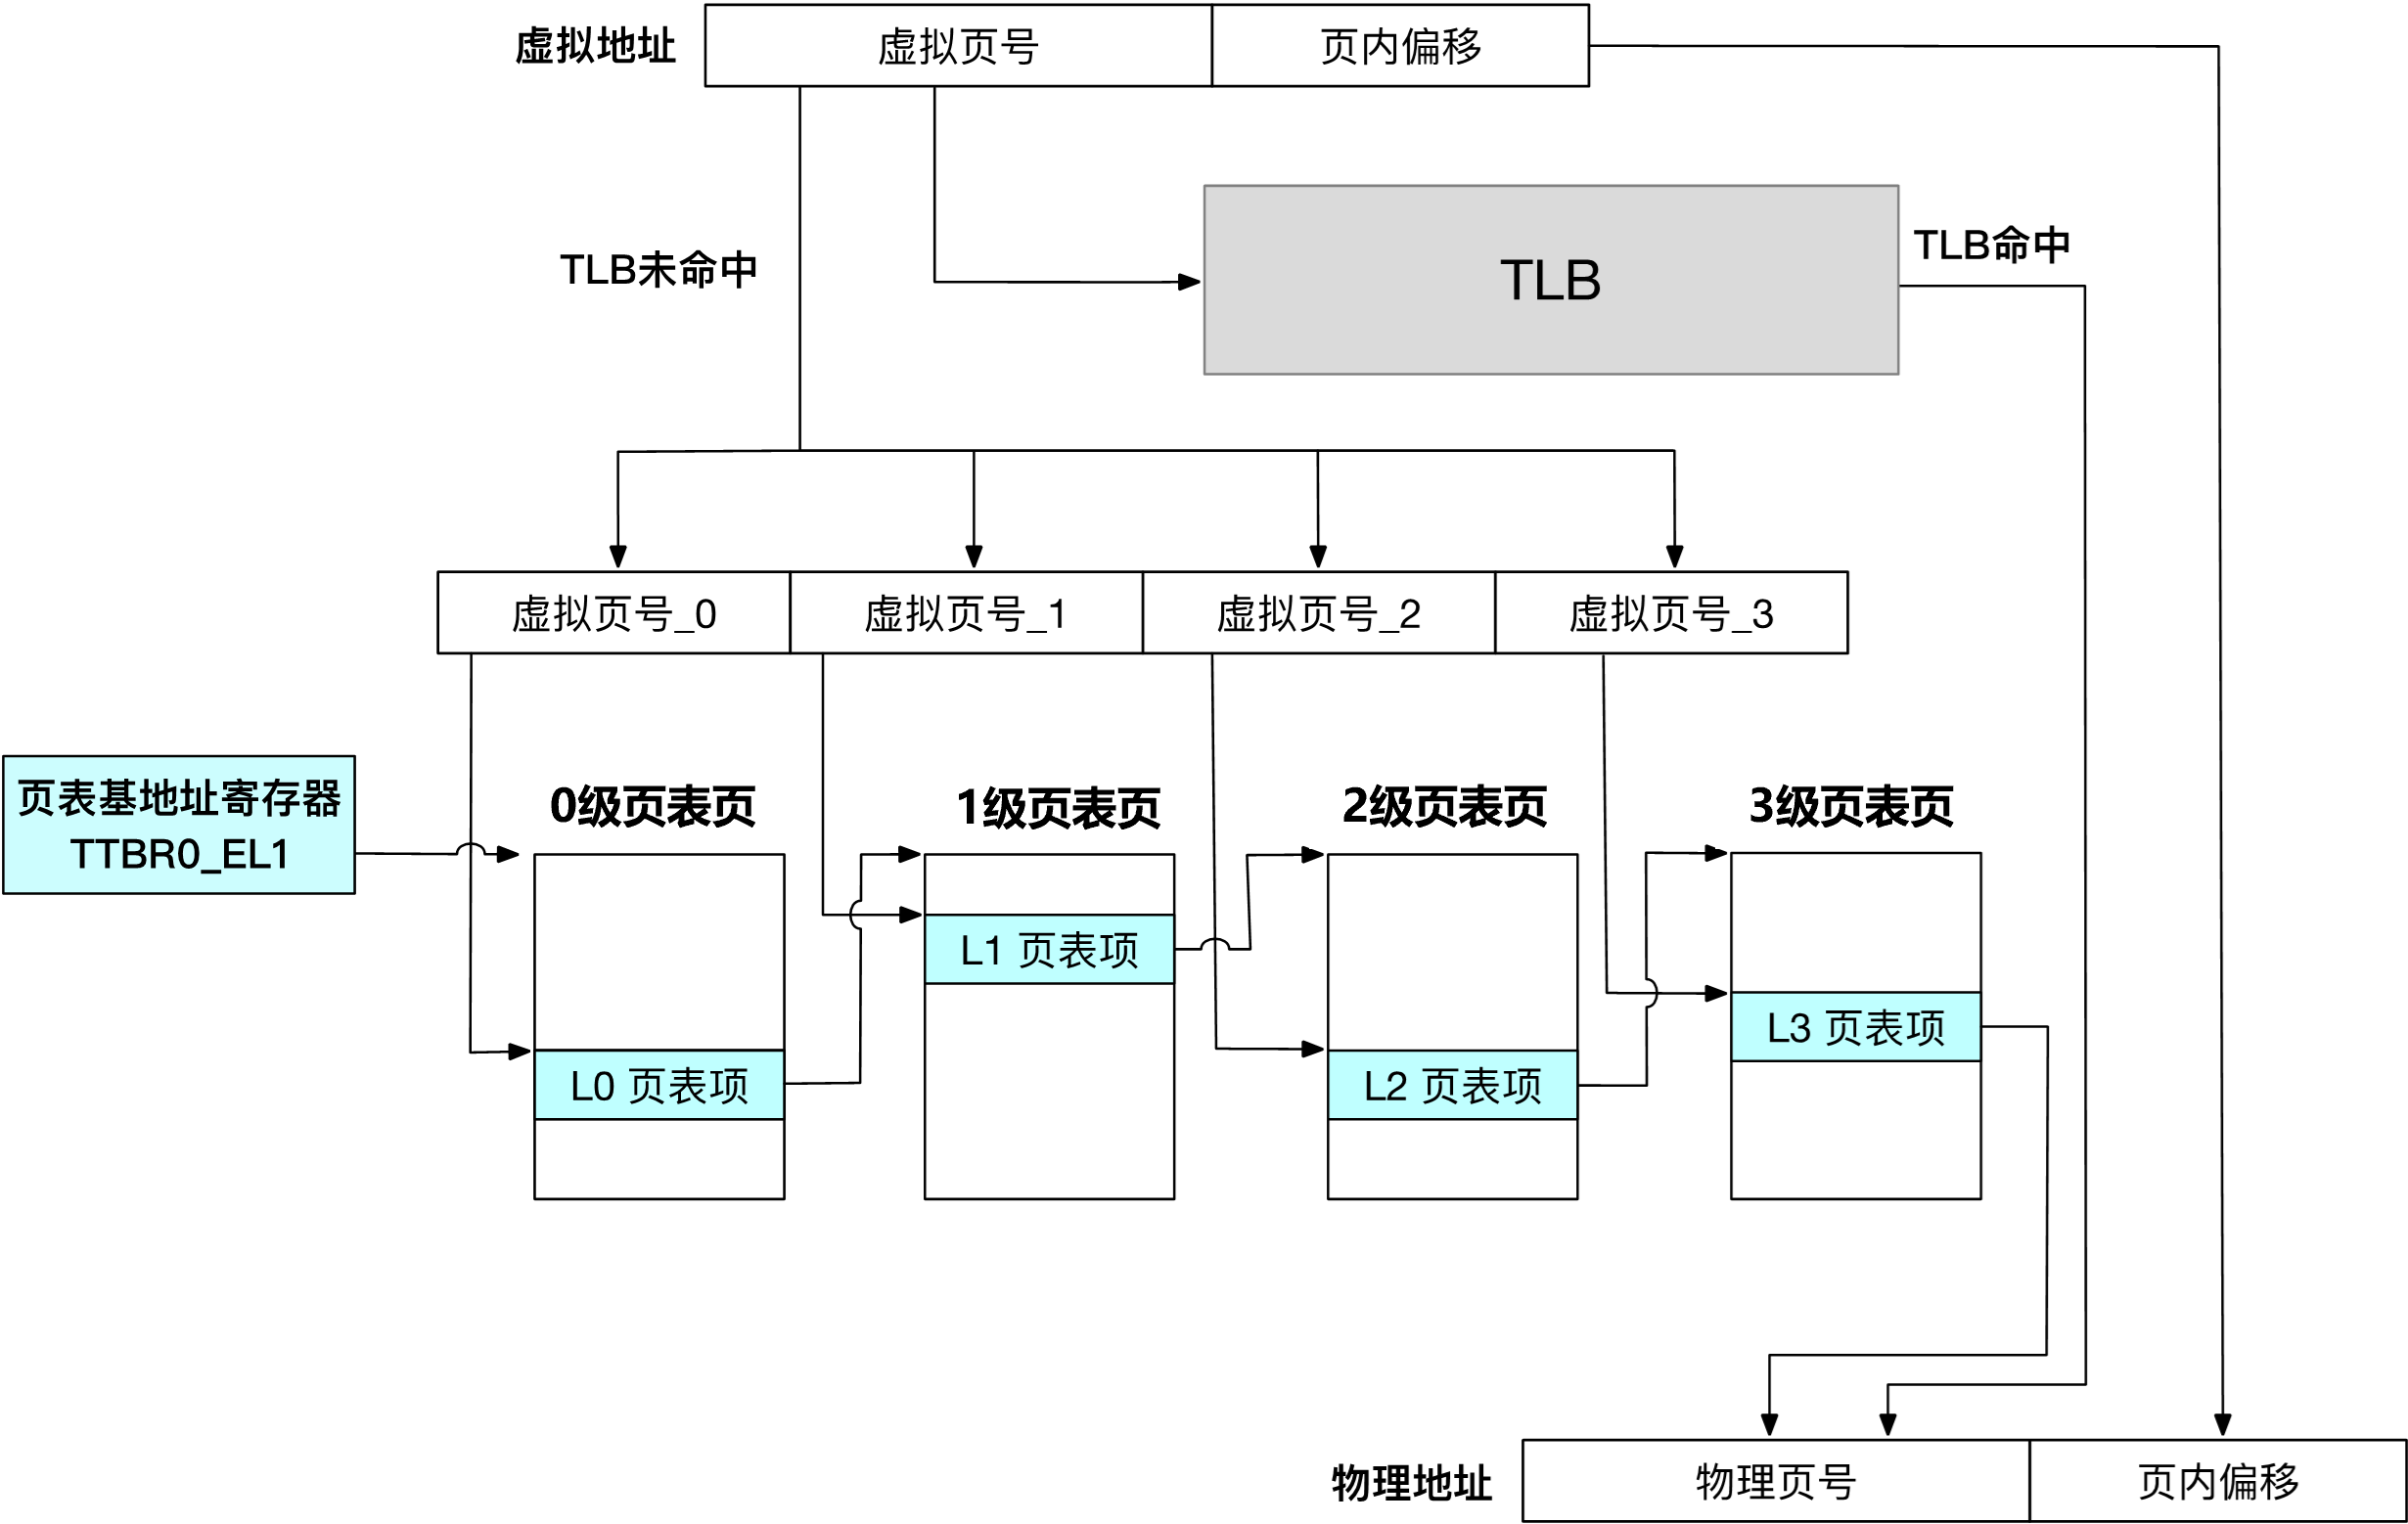 虚拟地址
虚拟页号
页内偏移
TLB未命中
TLB
TLB命中
虚拟页号_0
虚拟页号_1
虚拟页号_2
虚拟页号_3
页表基地址寄存器
TTBR0_EL1
0级页表页
1级页表页
2级页表页
3级页表页
L0 页表项
L1 页表项
L2 页表项
L3 页表项
物理地址
物理页号
页内偏移